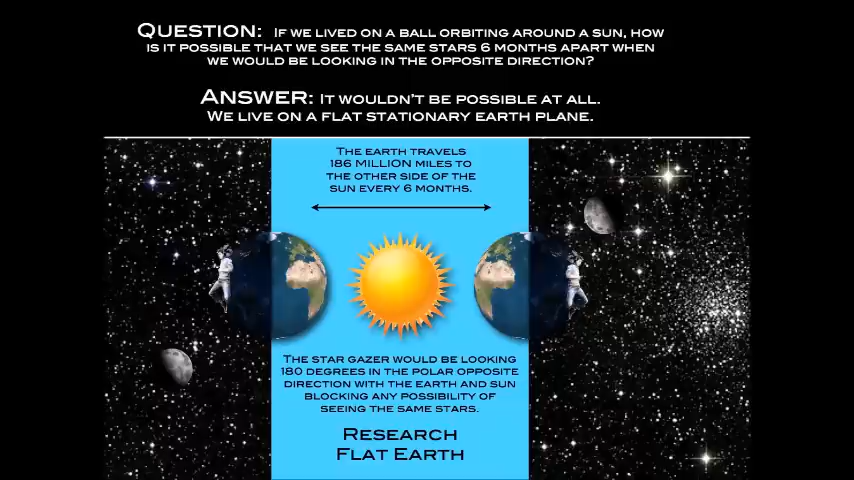 QUESTION: IF WE LIVED ON A BALL ORBITING AROUND A SUN, HOW
IS IT POSSIBLE THAT WE SEE THE SAME STARS 6 MONTHS APART WHEN
WE WOULD BE LOOKING IN THE OPPOSITE DIRECTION?
ANSWER: IT WOULDN'T BE POSSIBLE AT ALL.
WE LIVE ON A FLAT STATIONARY EARTH PLANE.
THE EARTH TRAVELS
186 MILLION MILES TO
THE OTHER SIDE OF THE
SUN EVERY 6 MONTHS.
THE STAR GAZER WOULD BE LOOKING
180 DEGREES IN THE POLAR OPPOSITE
DIRECTION WITH THE EARTH AND SUN
BLOCKING ANY POSSIBILITY OF
SEEING THE SAME STARS.
RESEARCH
FLAT EARTH